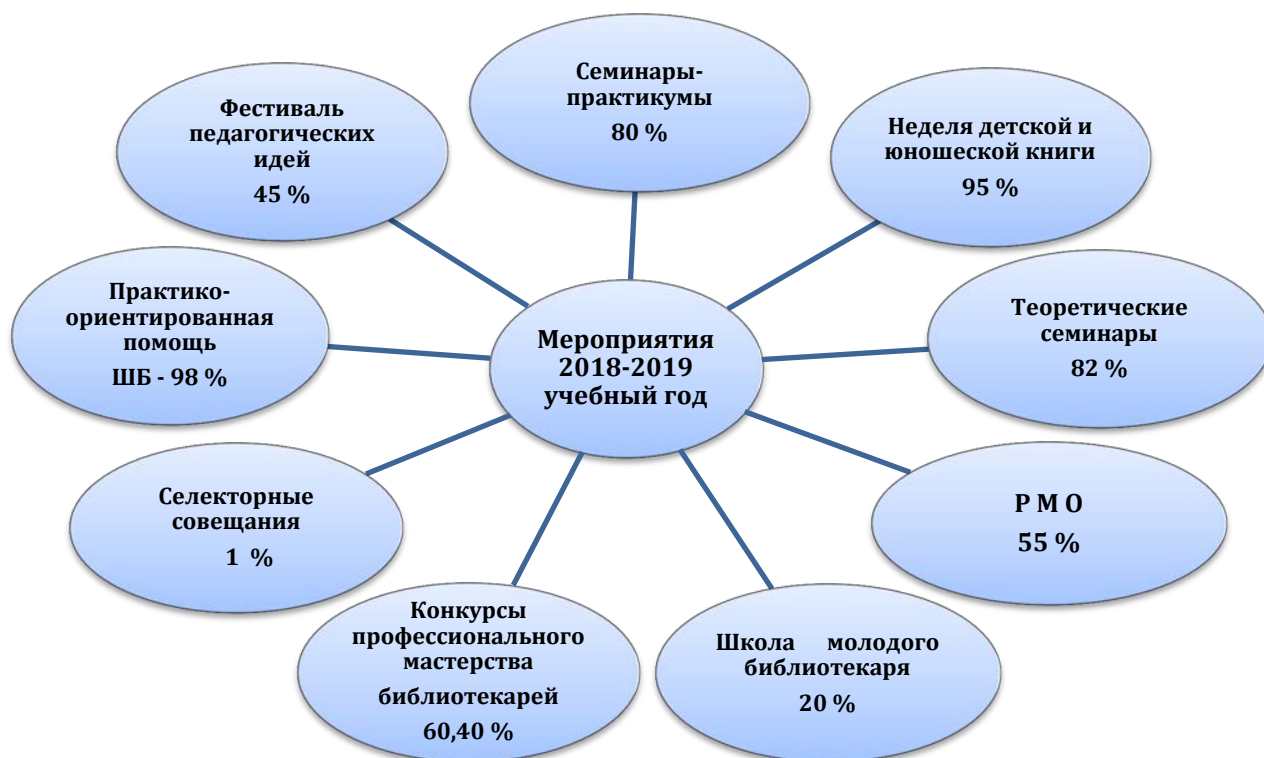 Семинары-
практикумы
80 %
Фестиваль
педагогических
идей
45 %
Неделя детской и
юношеской книги
95 %
Практико-
ориентированная
помощь
ШБ - 98 %
Мероприятия
2018-2019
учебный год
Теоретические
семинары
82 %
Селекторные
совещания
1 %
Р М О
55 %
Конкурсы
профессионального
мастерства
библиотекарей
60,40 %
Школа молодого
библиотекаря
20 %